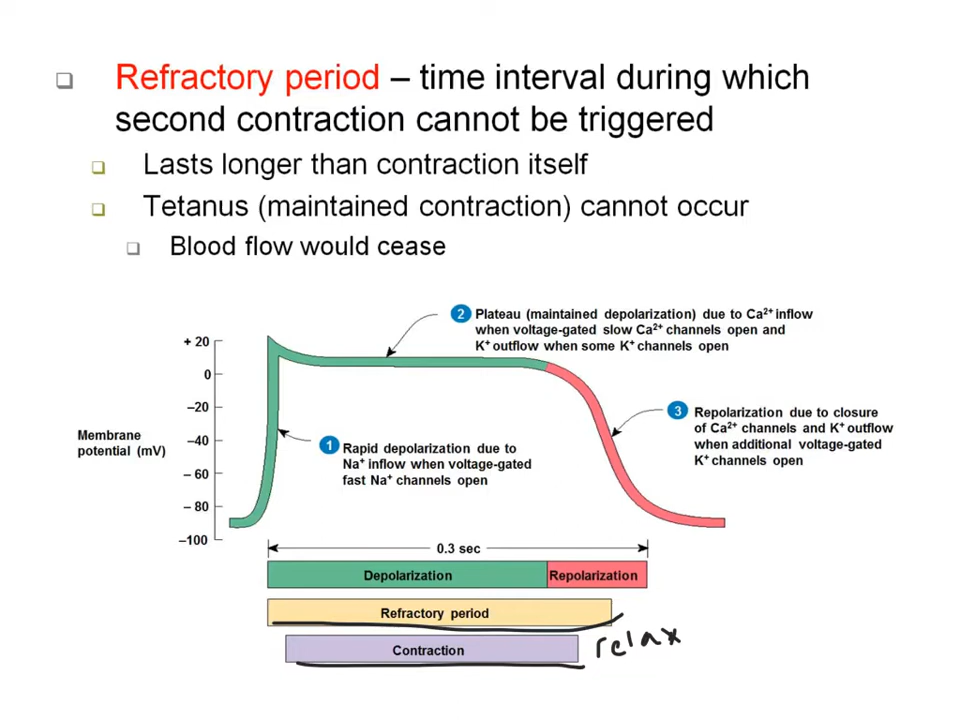 Refractory period – time interval during which
second contraction cannot be triggered
Lasts longer than contraction itself
Tetanus (maintained contraction) cannot occur
Blood flow would cease
2 Plateau (maintained depolarization) due to Ca²⁺ inflow
when voltage-gated slow Ca²⁺ channels open and
K⁺ outflow when some K⁺ channels open
+ 20
0
–20
–40
– 60
– 80
–100
Membrane
potential (mV)
1 Rapid depolarization due to
Na⁺ inflow when voltage-gated
fast Na⁺ channels open
3 Repolarization due to closure
of Ca²⁺ channels and K⁺ outflow
when additional voltage-gated
K⁺ channels open
0.3 sec
Depolarization
Repolarization
Refractory period
Contraction
relax